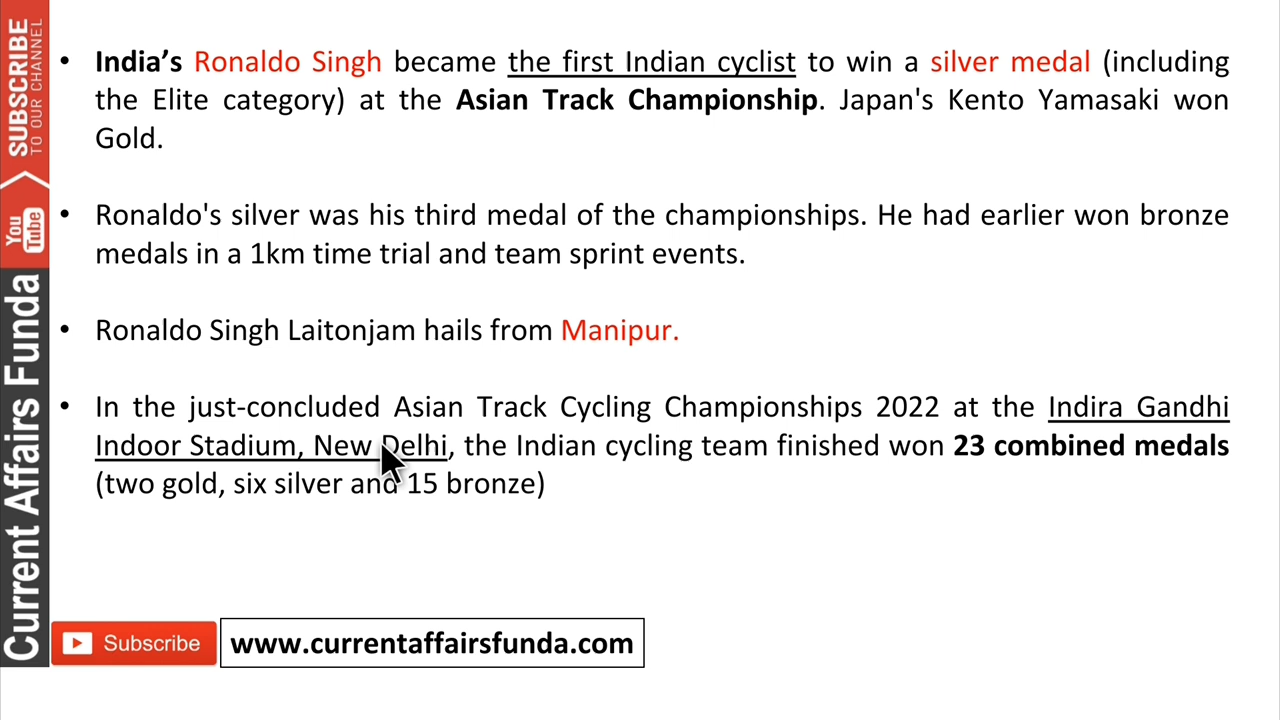 SUBSCRIBE
TO OUR CHANNEL
You
Tube
Current Affairs Funda
• India’s Ronaldo Singh became the first Indian cyclist to win a silver medal (including
the Elite category) at the Asian Track Championship. Japan's Kento Yamasaki won
Gold.
• Ronaldo's silver was his third medal of the championships. He had earlier won bronze
medals in a 1km time trial and team sprint events.
• Ronaldo Singh Laitonjam hails from Manipur.
• In the just-concluded Asian Track Cycling Championships 2022 at the Indira Gandhi
Indoor Stadium, New Delhi, the Indian cycling team finished won 23 combined medals
(two gold, six silver and 15 bronze)
Subscribe
www.currentaffairsfunda.com